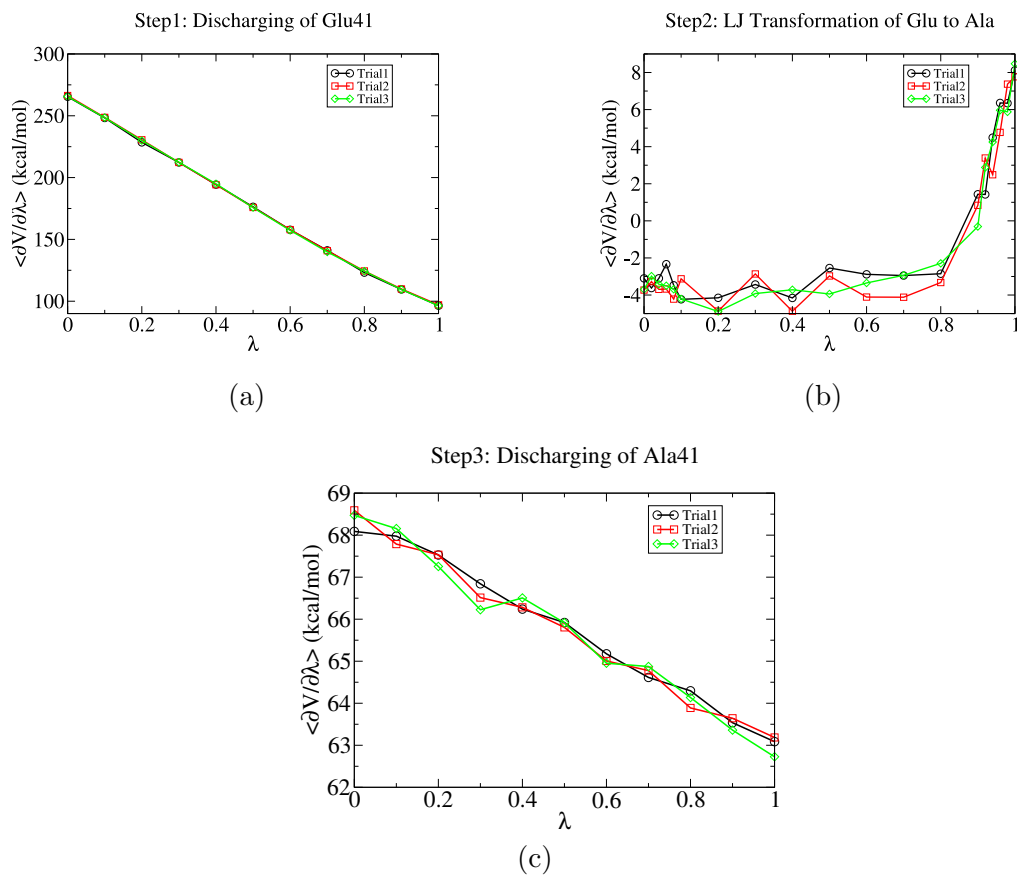 Step1: Discharging of Glu41
300
250
200
150
100
<∂V/∂λ> (kcal/mol)
Trial1
Trial2
Trial3
0
0.2
0.4
0.6
0.8
1
λ
(a)
Step2: LJ Transformation of Glu to Ala
8
6
4
2
0
-2
-4
<∂V/∂λ> (kcal/mol)
Trial1
Trial2
Trial3
0
0.2
0.4
0.6
0.8
1
λ
(b)
Step3: Discharging of Ala41
69
68
67
66
65
64
63
62
<∂V/∂λ> (kcal/mol)
Trial1
Trial2
Trial3
0
0.2
0.4
0.6
0.8
1
λ
(c)